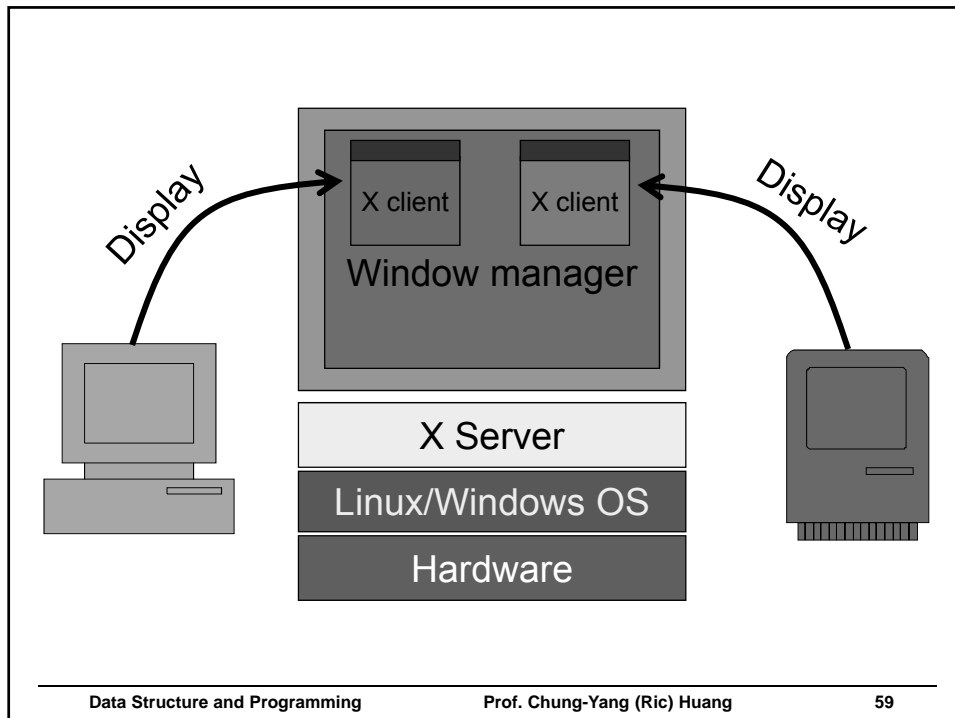 Display
X client
X client
Display
Window manager
X Server
Linux/Windows OS
Hardware
Data Structure and Programming Prof. Chung-Yang (Ric) Huang 59